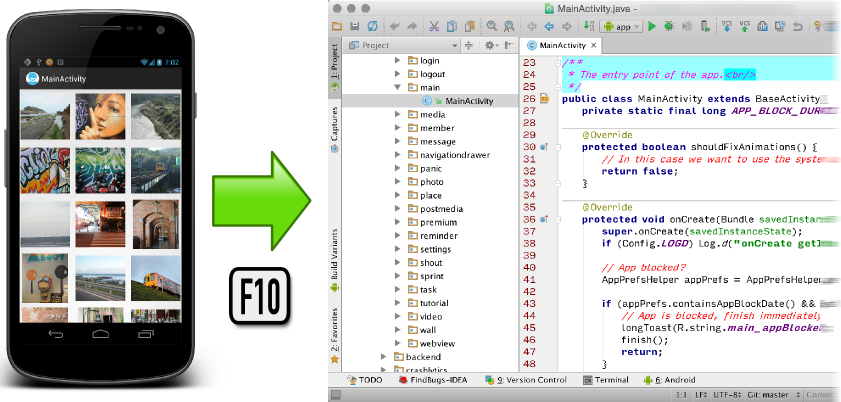 7:02
MainActivity
F10
MainActivity.java
app
VCS
VCS
Project
MainActivity
1: Project
Captures
Build Variants
2: Favorites
login
logout
main
MainActivity
media
member
message
navigationdrawer
panic
photo
place
postmedia
premium
reminder
settings
shout
sprint
task
tutorial
video
wall
webview
backend
crashlytics
23 /**
24 * The entry point of the app.<br/>
25 */
26 public class MainActivity extends BaseActivity
27 private static final long APP_BLOCK_DUR
28
29 @Override
30 protected boolean shouldFixAnimations() {
31 // In this case we want to use the system
32 return false;
33 }
34
35 @Override
36 protected void onCreate(Bundle savedInstan
37 super.onCreate(savedInstanceState);
38 if (Config.LOGD) Log.d("onCreate getI
39
40 // App blocked?
41 AppPrefsHelper appPrefs = AppPrefsHelper
42
43 if (appPrefs.containsAppBlockDate() &&
44 // App is blocked, finish immediately
45 longToast(R.string.main_appBlocke
46 finish();
47 return;
48 }
TODO
FindBugs-IDEA
9: Version Control
Terminal
6: Android
1:1 LF÷ UTF-8÷ Git: master